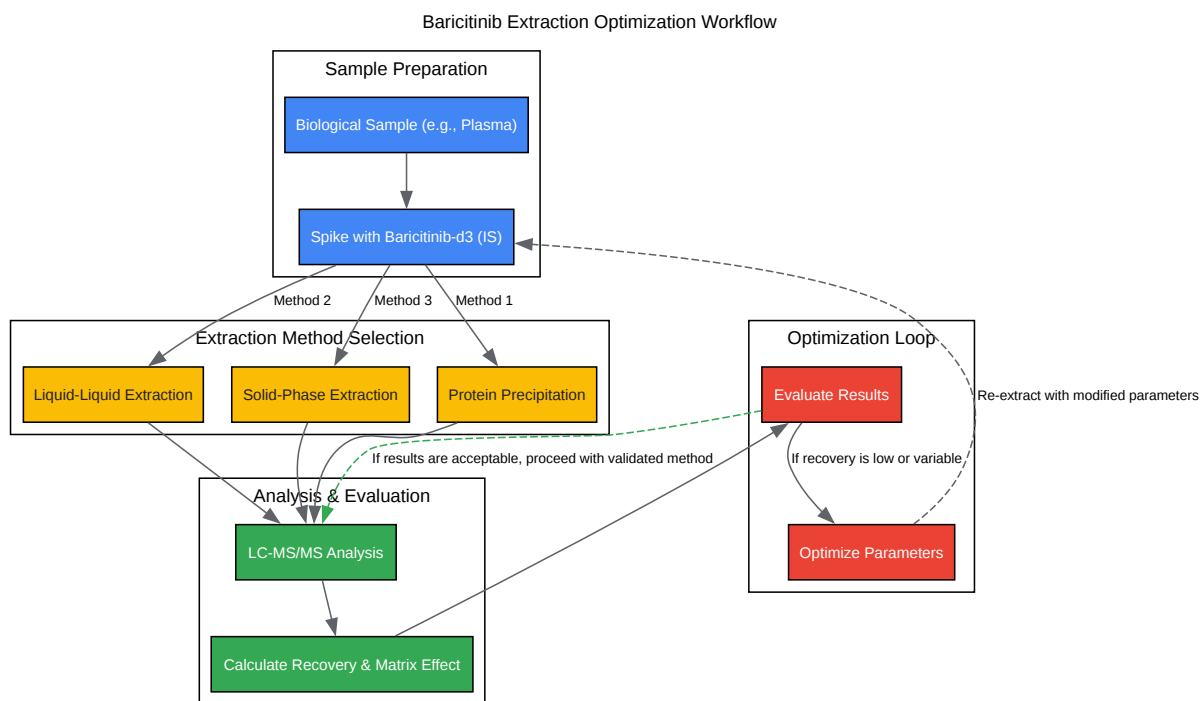 Baricitinib Extraction Optimization Workflow
Sample Preparation
Biological Sample (e.g., Plasma)
Spike with Baricitinib-d3 (IS)
Method 2
Method 3
Method 1
Extraction Method Selection
Liquid-Liquid Extraction
Solid-Phase Extraction
Protein Precipitation
Optimization Loop
Evaluate Results
Re-extract with modified parameters
If results are acceptable, proceed with validated method
If recovery is low or variable
Analysis & Evaluation
LC-MS/MS Analysis
Optimize Parameters
Calculate Recovery & Matrix Effect